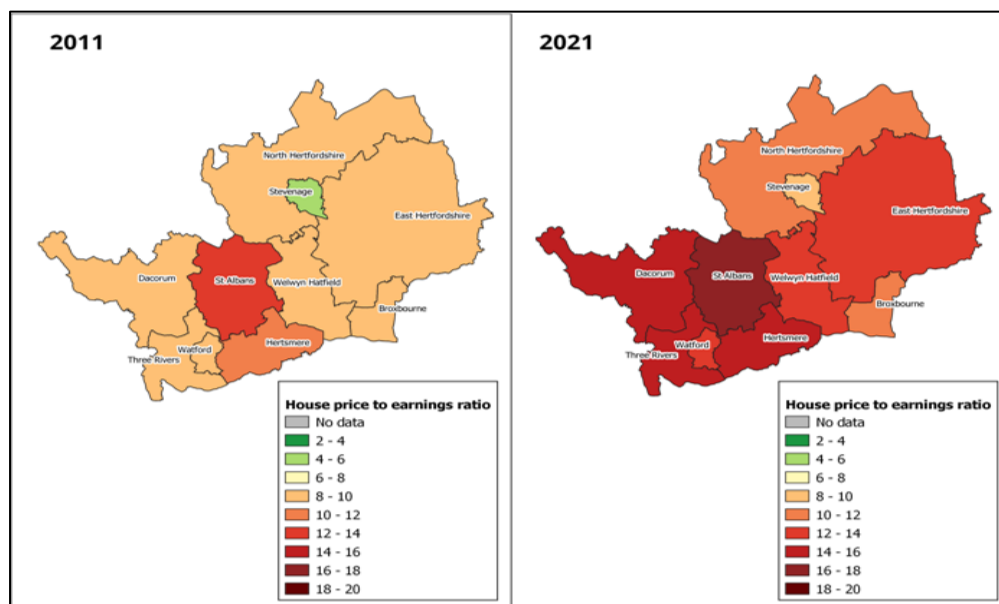 2011
North Hertfordshire
Stevenage
East Hertfordshire
Dacorum
St Albans
Welwyn Hatfield
Broxbourne
Watford
Hertsmere
Three Rivers
House price to earnings ratio
No data
2 - 4
4 - 6
6 - 8
8 - 10
10 - 12
12 - 14
14 - 16
16 - 18
18 - 20
2021
North Hertfordshire
Stevenage
East Hertfordshire
Dacorum
St Albans
Welwyn Hatfield
Broxbourne
Watford
Hertsmere
Three Rivers
House price to earnings ratio
No data
2 - 4
4 - 6
6 - 8
8 - 10
10 - 12
12 - 14
14 - 16
16 - 18
18 - 20